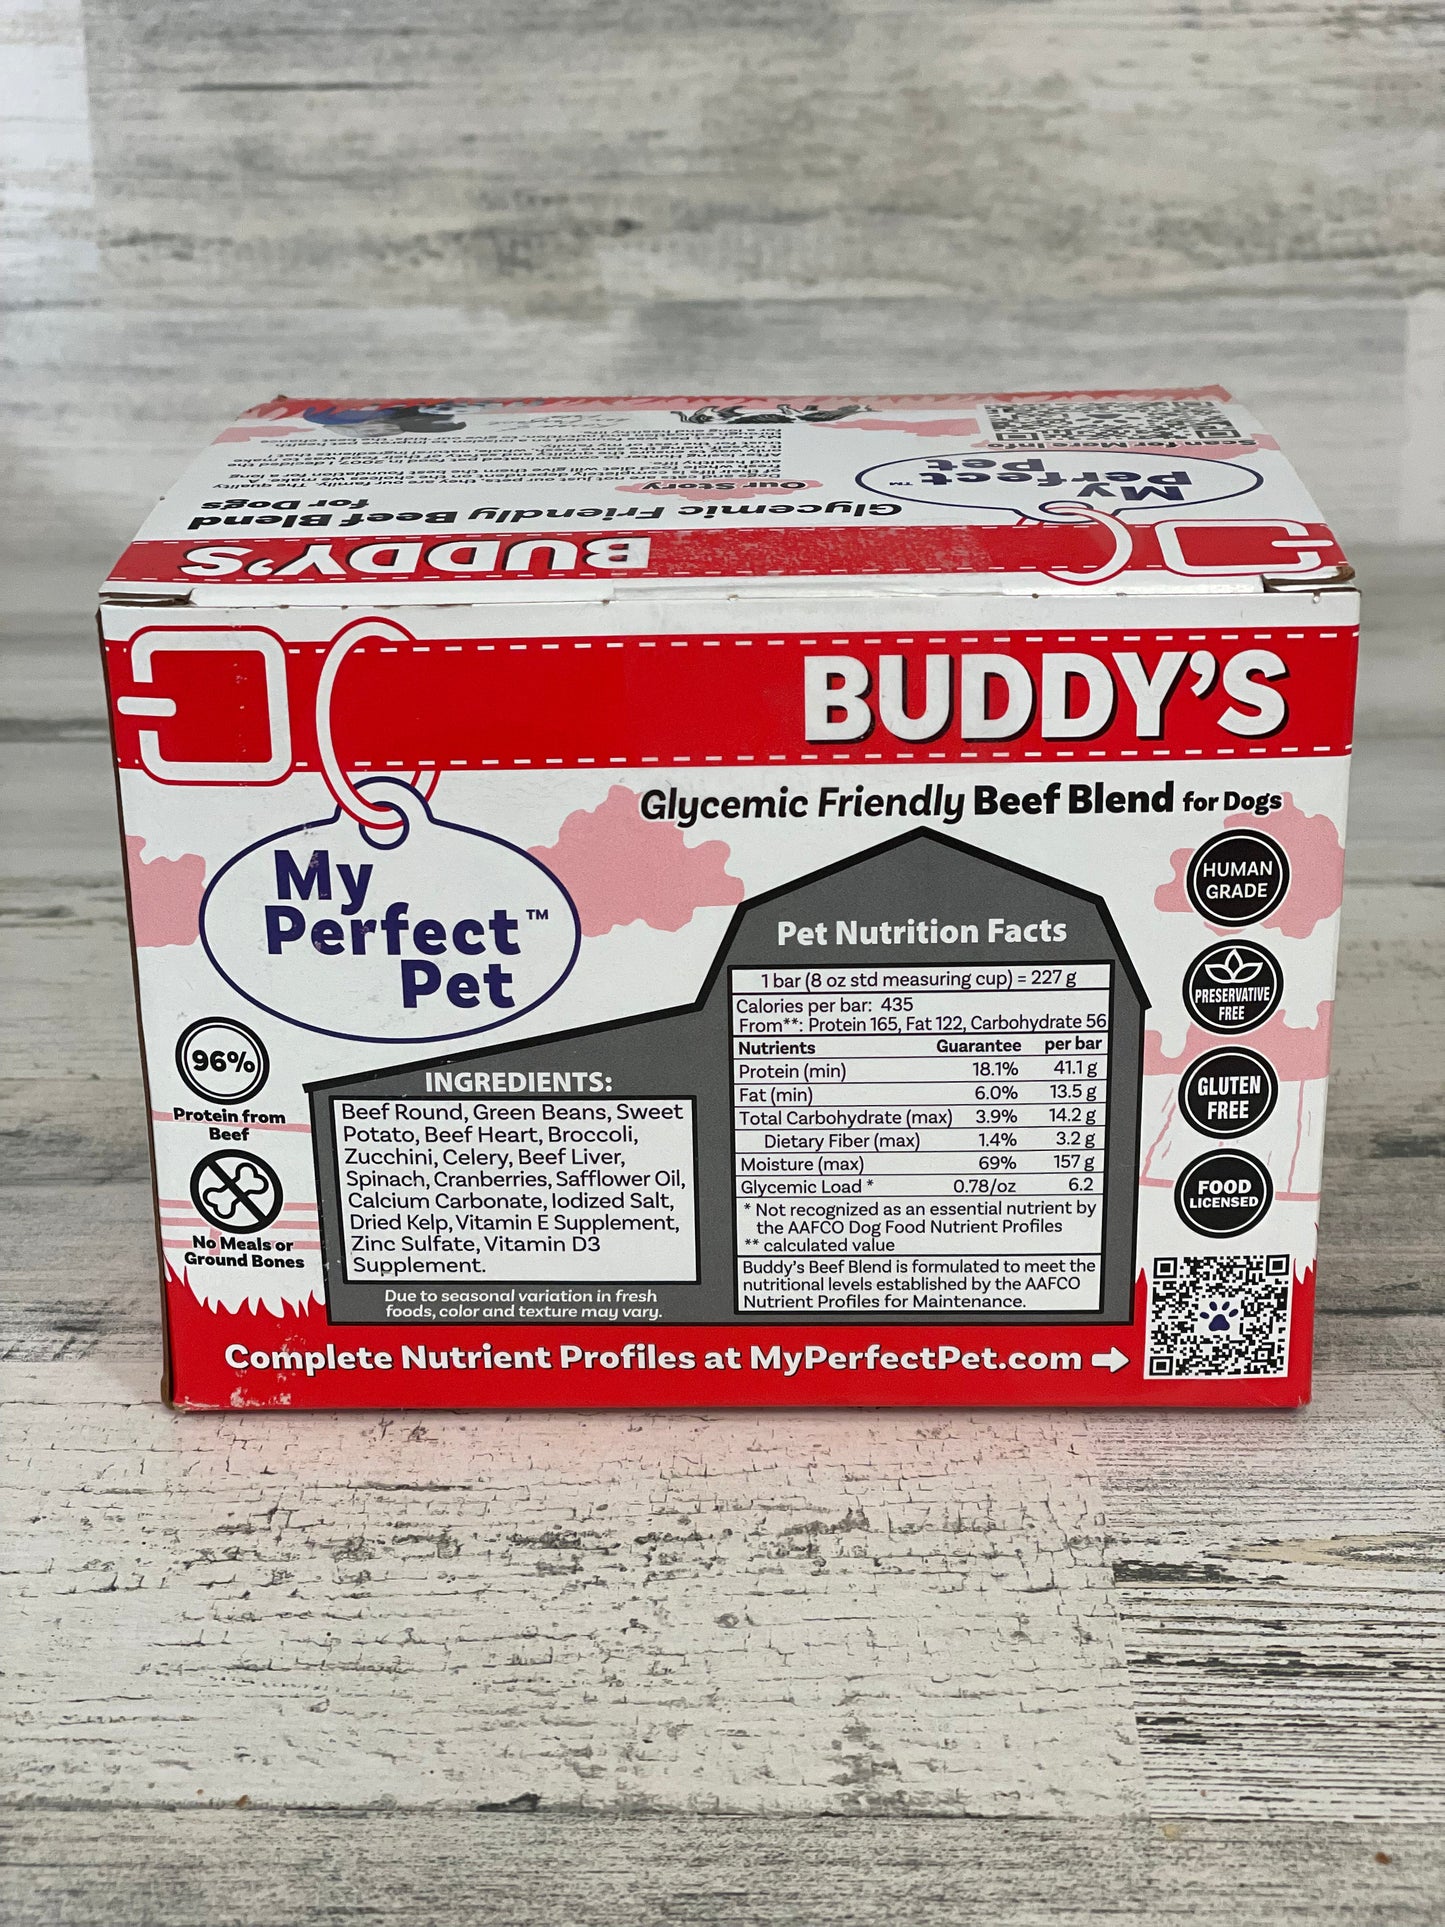 BUDDY'S
Glycemic Friendly Beef Blend
for Dogs
Our Story
My
Perfect
Pet™
BUDDY'S
Glycemic Friendly Beef Blend for Dogs
My
Perfect™
Pet
96%
Protein from
Beef
No Meals or
Ground Bones
INGREDIENTS:
Beef Round, Green Beans, Sweet
Potato, Beef Heart, Broccoli,
Zucchini, Celery, Beef Liver,
Spinach, Cranberries, Safflower Oil,
Calcium Carbonate, Iodized Salt,
Dried Kelp, Vitamin E Supplement,
Zinc Sulfate, Vitamin D3
Supplement.
Due to seasonal variation in fresh
foods, color and texture may vary.
Pet Nutrition Facts
1 bar (8 oz std measuring cup) = 227 g
Calories per bar: 435
From**: Protein 165, Fat 122, Carbohydrate 56
Nutrients Guarantee per bar
Protein (min) 18.1% 41.1 g
Fat (min) 6.0% 13.5 g
Total Carbohydrate (max) 3.9% 14.2 g
Dietary Fiber (max) 1.4% 3.2 g
Moisture (max) 69% 157 g
Glycemic Load * 0.78/oz 6.2
* Not recognized as an essential nutrient by
the AAFCO Dog Food Nutrient Profiles
** calculated value
Buddy's Beef Blend is formulated to meet the
nutritional levels established by the AAFCO
Nutrient Profiles for Maintenance.
HUMAN
GRADE
PRESERVATIVE
FREE
GLUTEN
FREE
FOOD
LICENSED
Complete Nutrient Profiles at MyPerfectPet.com